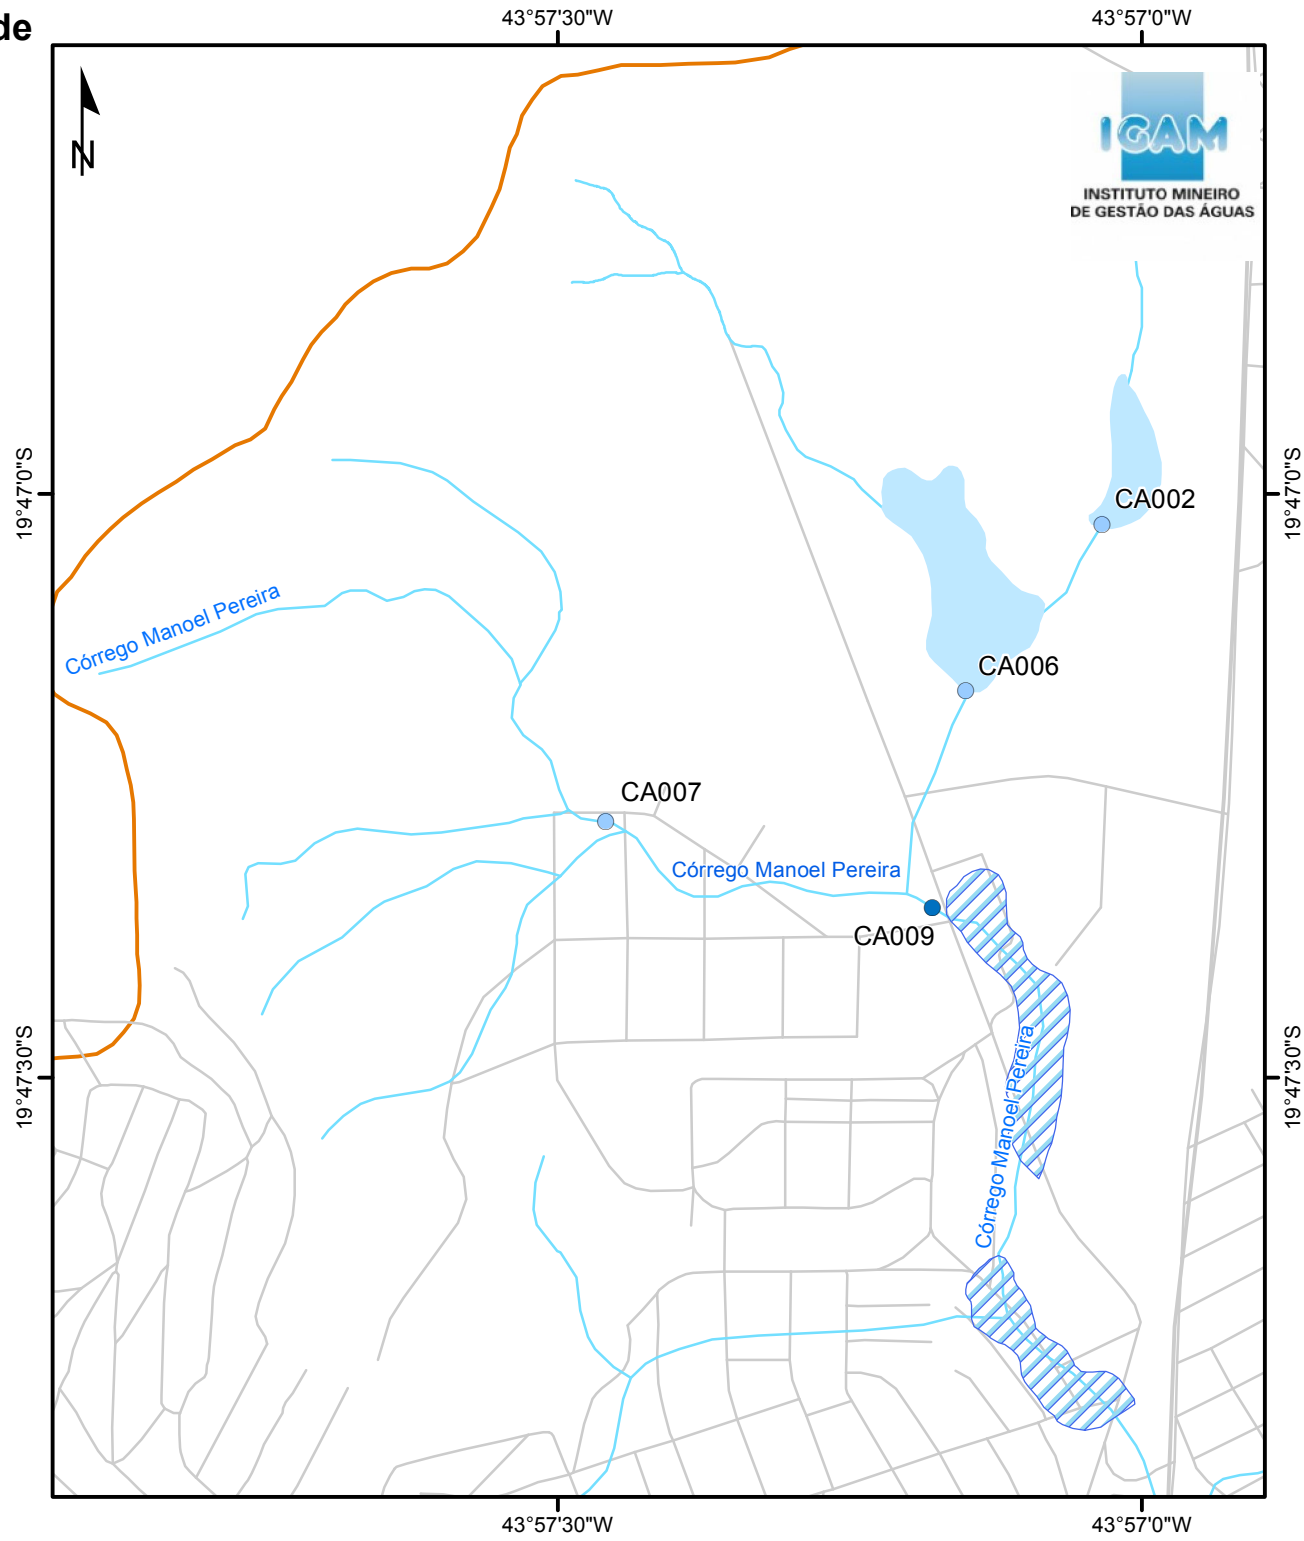 de
43°57'30"W
43°57'0"W
N
IGAM
INSTITUTO MINEIRO
DE GESTÃO DAS ÁGUAS
19°47'0"S
19°47'0"S
CA002
Córrego Manoel Pereira
CA006
CA007
Córrego Manoel Pereira
CA009
19°47'30"S
19°47'30"S
Córrego Manoel Pereira
43°57'30"W
43°57'0"W